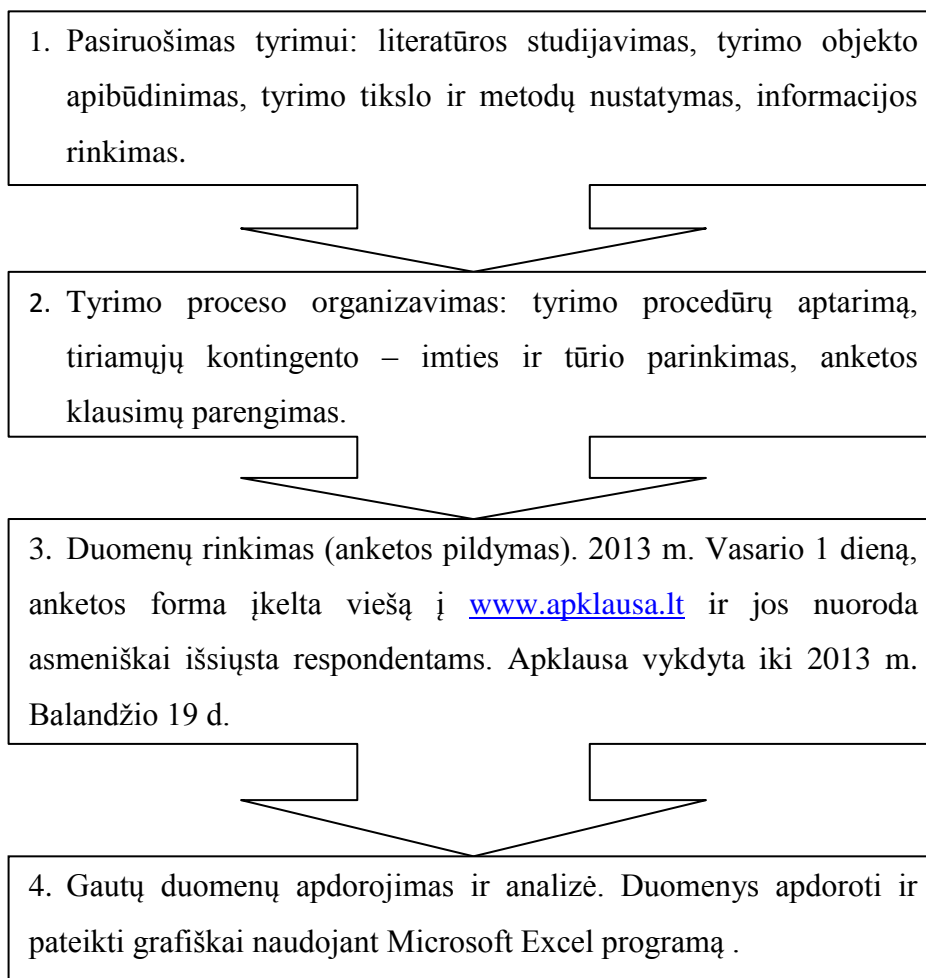 1. Pasiruošimas tyrimui: literatūros studijavimas, tyrimo objekto
apibūdinimas, tyrimo tikslo ir metodų nustatymas, informacijos
rinkimas.
2. Tyrimo proceso organizavimas: tyrimo procedūrų aptarimą,
tiriamųjų kontingento – imties ir tūrio parinkimas, anketos
klausimų parengimas.
3. Duomenų rinkimas (anketos pildymas). 2013 m. Vasario 1 dieną,
anketos forma įkelta viešą į www.apklausa.lt ir jos nuoroda
asmeniškai išsiųsta respondentams. Apklausa vykdyta iki 2013 m.
Balandžio 19 d.
4. Gautų duomenų apdorojimas ir analizė. Duomenys apdoroti ir
pateikti grafiškai naudojant Microsoft Excel programą .